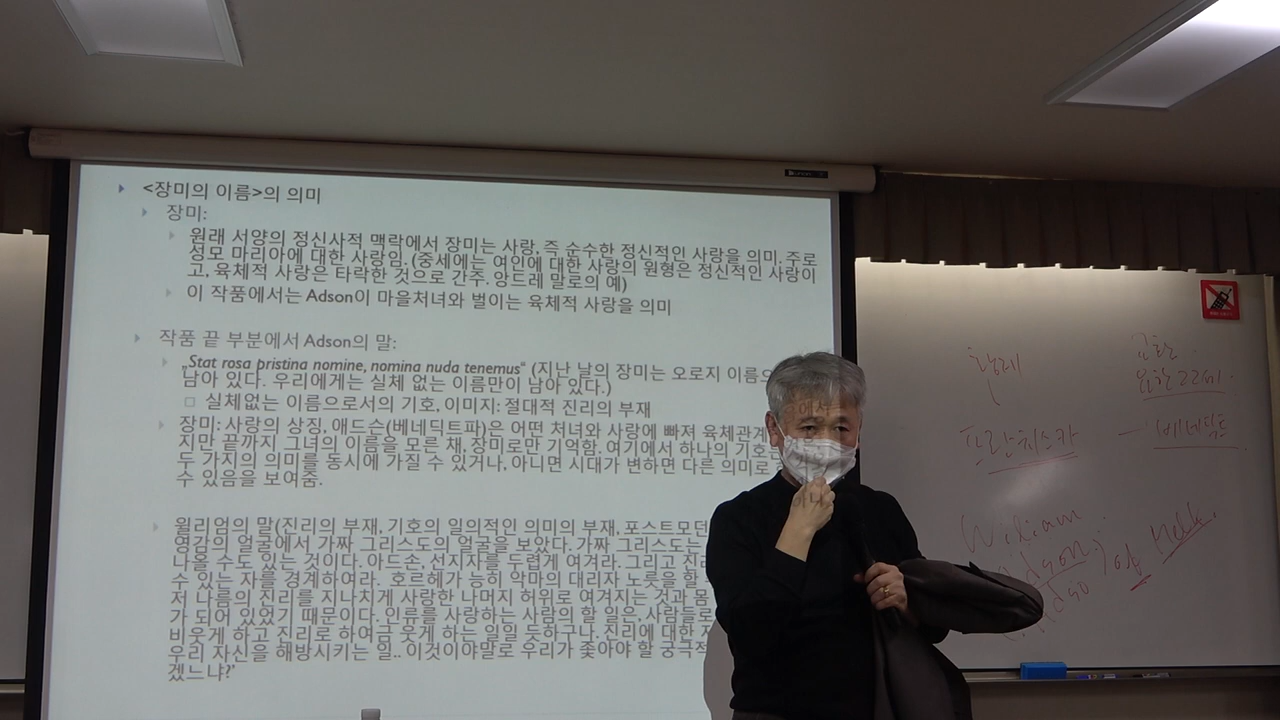 <장미의 이름>의 의미
장미:
원래 서양의 정신사적 맥락에서 장미는 사랑, 즉 순수한 정신적인 사랑을 의미. 주로
성모 마리아에 대한 사랑임. (중세에는 여인에 대한 사랑의 원형은 정신적인 사랑이
고, 육체적 사랑은 타락한 것으로 간주. 앙드레 말로의 예)
이 작품에서는 Adson이 마을처녀와 벌이는 육체적 사랑을 의미
작품 끝 부분에서 Adson의 말:
„Stat rosa pristina nomine, nomina nuda tenemus“ (지난 날의 장미는 오로지 이름으
남아 있다. 우리에게는 실체 없는 이름만이 남아 있다.)
실체없는 이름으로서의 기호, 이미지: 절대적 진리의 부재
장미: 사랑의 상징, 애드슨(베네딕트파)은 어떤 처녀와 사랑에 빠져 육체관계
지만 끝까지 그녀의 이름을 모른 채, 장미로만 기억함. 여기에서 하나의 기호
두 가지의 의미를 동시에 가질 수 있거나, 아니면 시대가 변하면 다른 의미로
수 있음을 보여줌.
윌리엄의 말(진리의 부재, 기호의 일의적인 의미의 부재, 포스트모던
영감의 얼굴에서 가짜 그리스도의 얼굴을 보았다. 가짜 그리스도는
나올 수도 있는 것이다. 아드손, 선지자를 두렵게 여겨라. 그리고 진리
수 있는 자를 경계하여라. 호르헤가 능히 악마의 대리자 노릇을 할
저 나름의 진리를 지나치게 사랑한 나머지 허위로 여겨지는 것과 몸
가 되어 있었기 때문이다. 인류를 사랑하는 사람의 할 일은, 사람들로
비웃게 하고 진리로 하여금 웃게 하는 일일 듯하구나. 진리에 대한
우리 자신을 해방시키는 일.. 이것이야말로 우리가 좇아야 할 궁극적
겠느냐?'
황제
교황
요한22세
프란치스카 - 베네딕트
William
Adson of Melk.